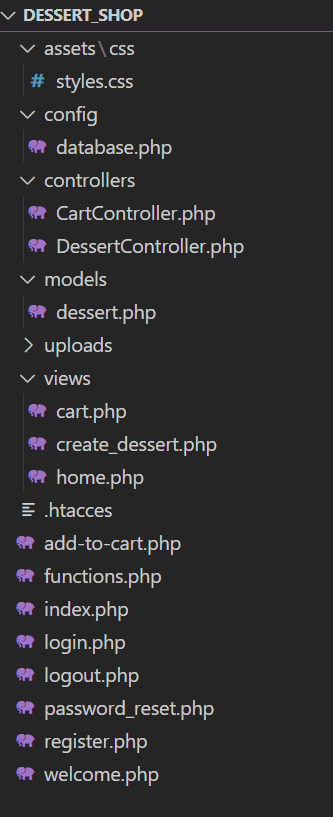 DESSERT_SHOP
assets\css
# styles.css
config
database.php
controllers
CartController.php
DessertController.php
models
dessert.php
uploads
views
cart.php
create_dessert.php
home.php
.htacces
add-to-cart.php
functions.php
index.php
login.php
logout.php
password_reset.php
register.php
welcome.php